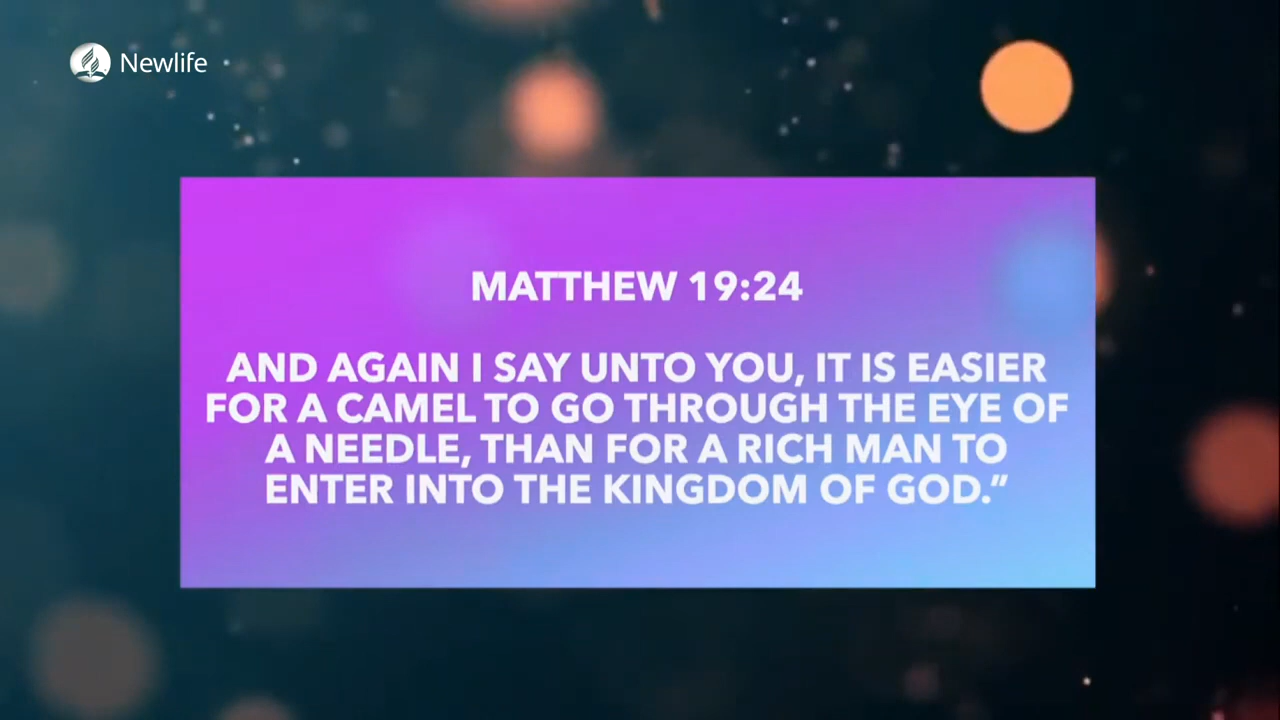 Newlife
MATTHEW 19:24
AND AGAIN I SAY UNTO YOU, IT IS EASIER
FOR A CAMEL TO GO THROUGH THE EYE OF
A NEEDLE, THAN FOR A RICH MAN TO
ENTER INTO THE KINGDOM OF GOD.”